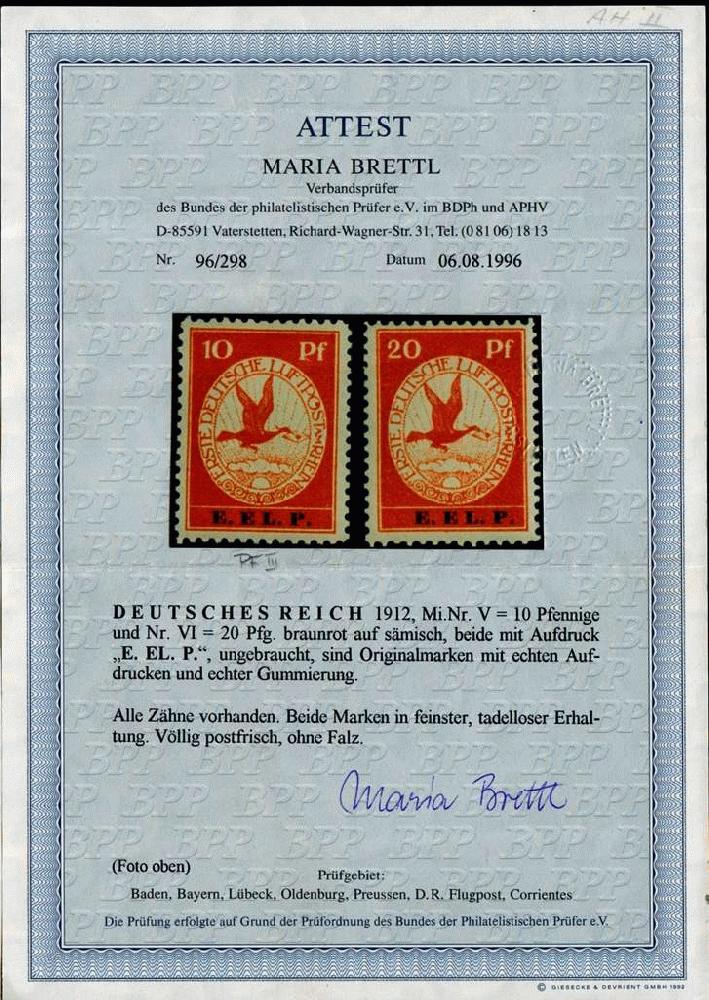 AH II
ATTEST
MARIA BRETTL
Verbandsprüfer
des Bundes der philatelistischen Prüfer e.V. im BDPh und APHV
D-85591 Vaterstetten, Richard-Wagner-Str. 31, Tel. (0 81 06) 18 13
Nr. 96/298 Datum 06.08.1996
10 Pf 20 Pf
ERSTE DEUTSCHE LUFTPOST AM RHEIN ERSTE DEUTSCHE LUFTPOST AM RHEIN
E. EL. P. E. EL. P.
PF III
DEUTSCHES REICH 1912, Mi.Nr. V = 10 Pfennige
und Nr. VI = 20 Pfg. braunrot auf sämisch, beide mit Aufdruck
„E. EL. P.“, ungebraucht, sind Originalmarken mit echten Auf-
drucken und echter Gummierung.
Alle Zähne vorhanden. Beide Marken in feinster, tadelloser Erhal-
tung. Völlig postfrisch, ohne Falz.
Maria Brettl
(Foto oben)
Prüfgebiet:
Baden, Bayern, Lübeck, Oldenburg, Preussen, D.R. Flugpost, Corrientes
Die Prüfung erfolgte auf Grund der Prüfordnung des Bundes der Philatelistischen Prüfer e.V.
© GIESECKE & DEVRIENT GMBH 1992